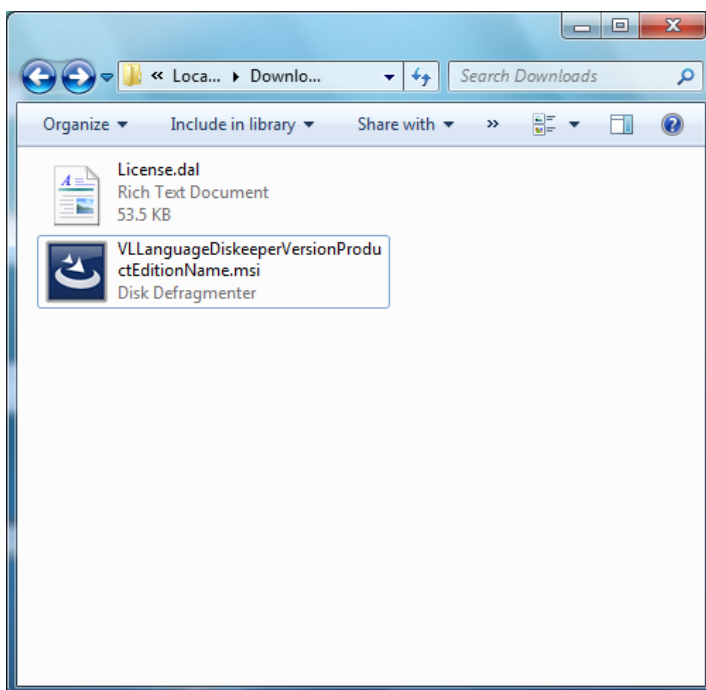 « Loca... Downlo... Search Downloads
Organize Include in library Share with »
License.dal
Rich Text Document
53.5 KB
VLLanguageDiskeeperVersionProdu
ctEditionName.msi
Disk Defragmenter